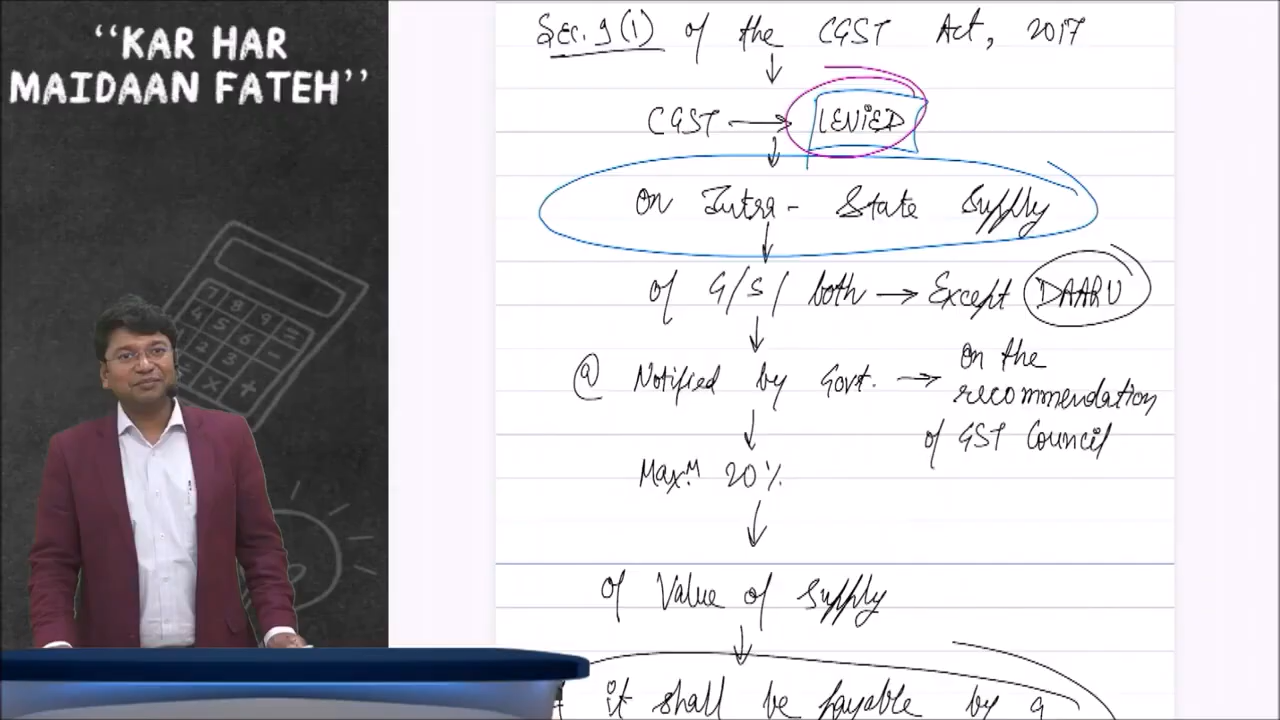 “KAR HAR
MAIDAAN FATEH”
Sec. 9(1) of the CGST Act, 2017
CGST → LEVIED
on Intra - State Supply
of G/S/ both → Except DAARU
@ Notified by Govt. → on the
recommendation
of GST Council
Max.M 20%
of Value of Supply
it shall be payable by a